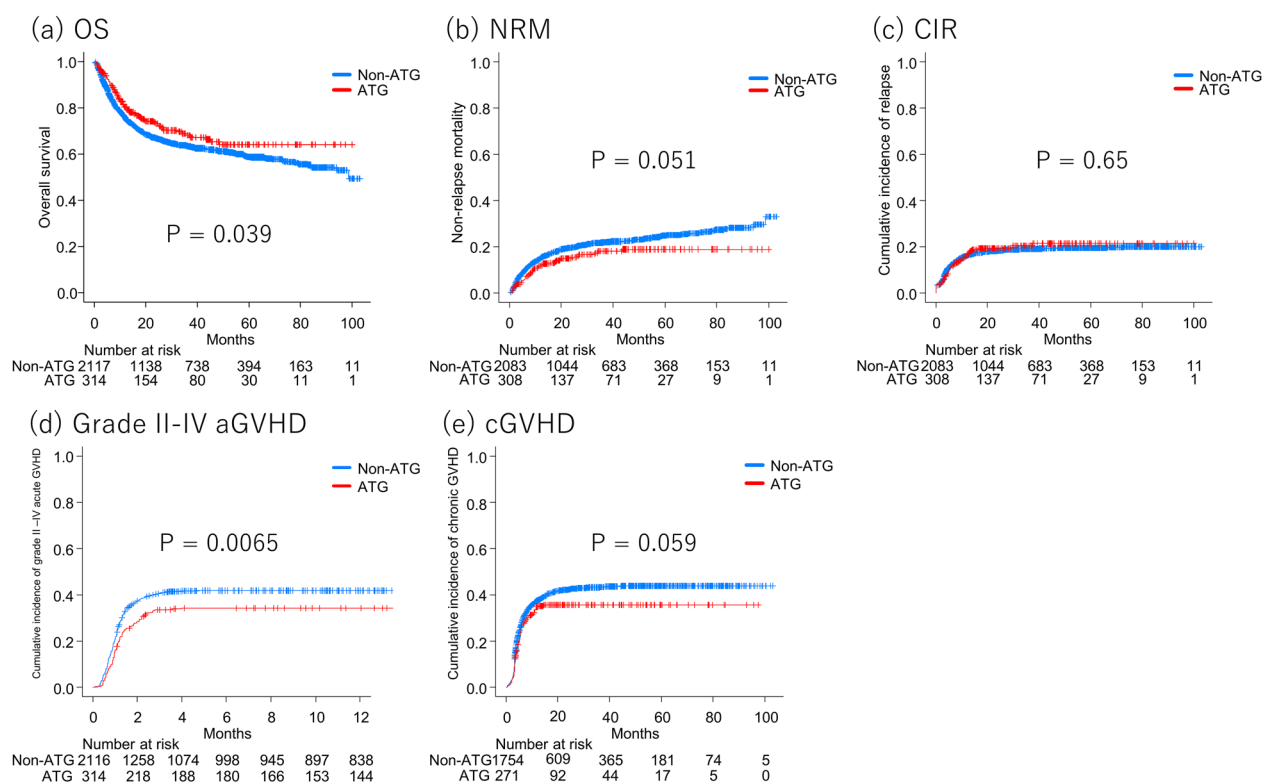 (a) OS
1.0
0.8
0.6
0.4
0.2
0.0
Overall survival
Non-ATG
ATG
P = 0.039
0 20 40 60 80 100
Months
Number at risk
Non-ATG 2117 1138 738 394 163 11
ATG 314 154 80 30 11 1
(b) NRM
1.0
0.8
0.6
0.4
0.2
0.0
Non-relapse mortality
Non-ATG
ATG
P = 0.051
0 20 40 60 80 100
Months
Number at risk
Non-ATG 2083 1044 683 368 153 11
ATG 308 137 71 27 9 1
(c) CIR
1.0
0.8
0.6
0.4
0.2
0.0
Cumulative incidence of relapse
Non-ATG
ATG
P = 0.65
0 20 40 60 80 100
Months
Number at risk
Non-ATG 2083 1044 683 368 153 11
ATG 308 137 71 27 9 1
(d) Grade II-IV aGVHD
1.0
0.8
0.6
0.4
0.2
0.0
Cumulative incidence of grade II –IV acute GVHD
Non-ATG
ATG
P = 0.0065
0 2 4 6 8 10 12
Months
Number at risk
Non-ATG 2116 1258 1074 998 945 897 838
ATG 314 218 188 180 166 153 144
(e) cGVHD
1.0
0.8
0.6
0.4
0.2
0.0
Cumulative incidence of chronic GVHD
Non-ATG
ATG
P = 0.059
0 20 40 60 80 100
Months
Number at risk
Non-ATG 1754 609 365 181 74 5
ATG 271 92 44 17 5 0